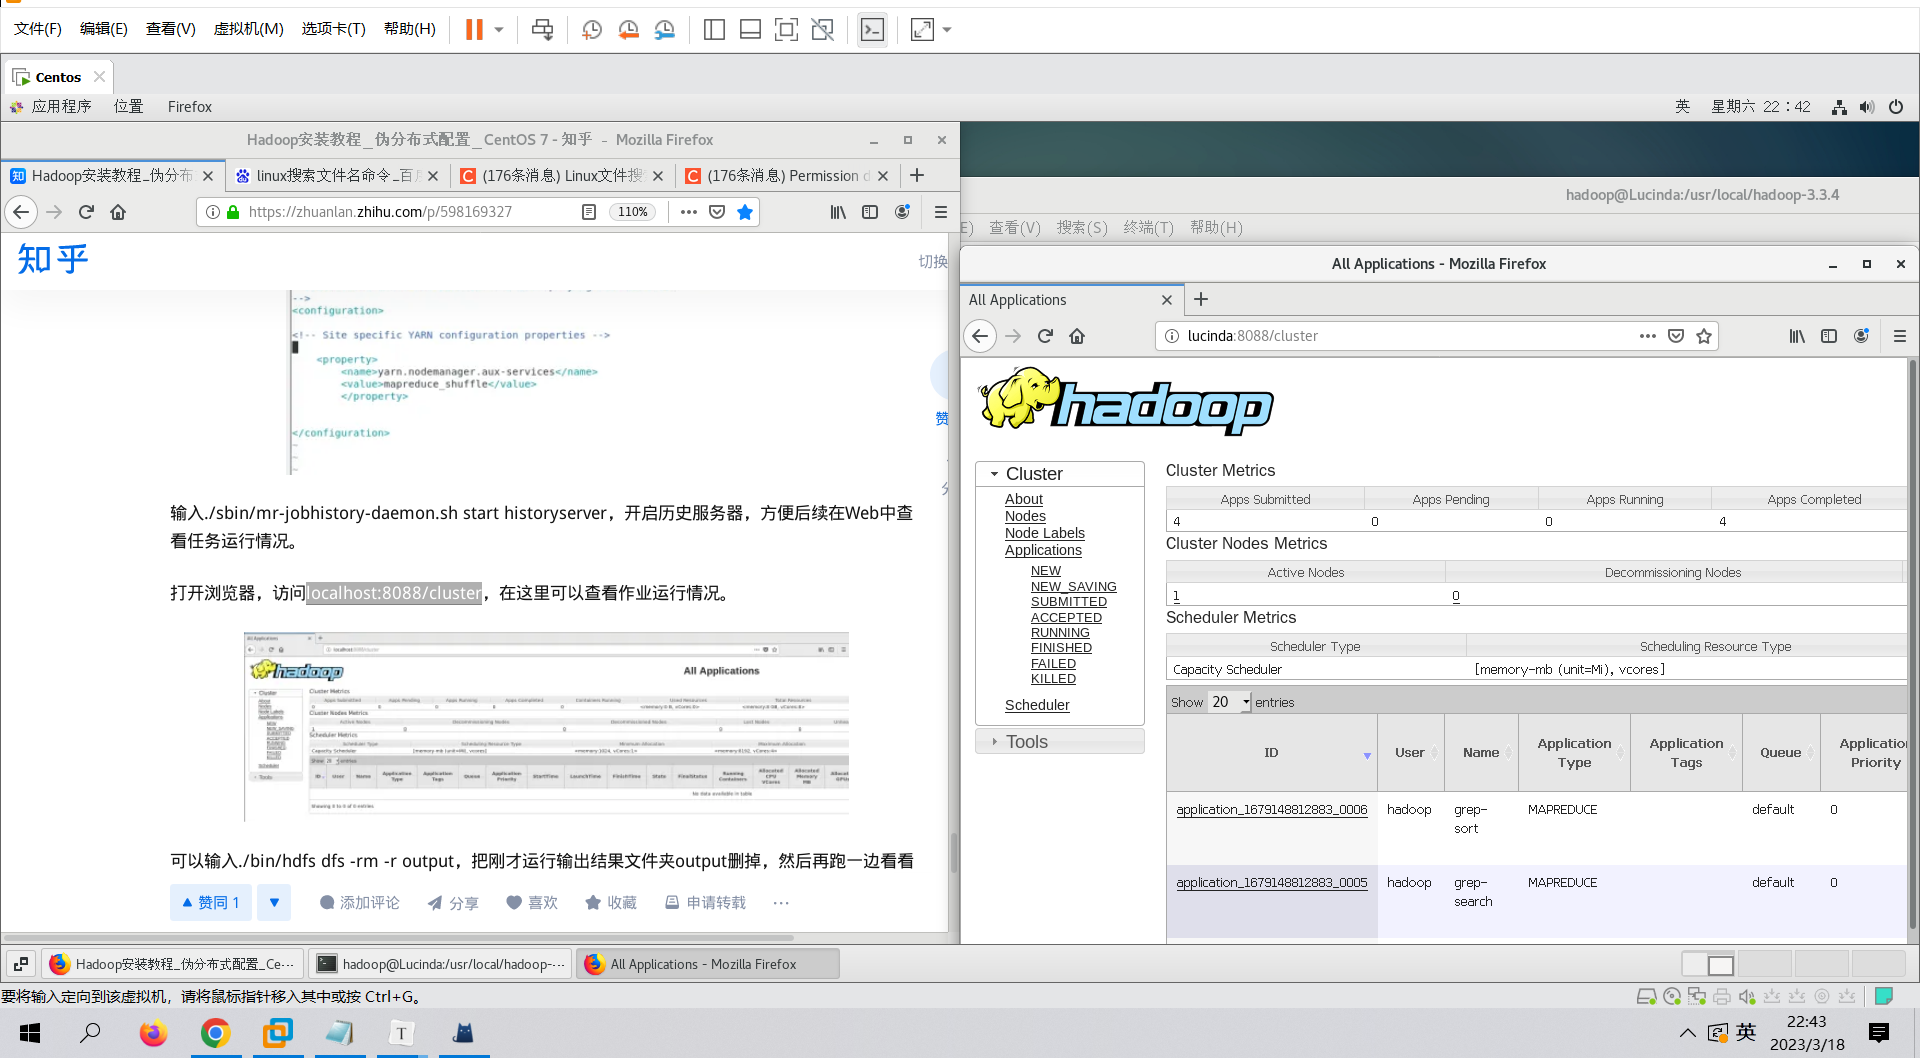 文件(F) 编辑(E) 查看(V) 虚拟机(M) 选项卡(T) 帮助(H)
Centos
应用程序 位置 Firefox 英 星期六 22：42
Hadoop安装教程_伪分布式配置_CentOS 7 - 知乎 - Mozilla Firefox
知 Hadoop安装教程_伪分布 linux搜索文件名命令_百 C (176条消息) Linux文件搜 C (176条消息) Permission d
https://zhuanlan.zhihu.com/p/598169327 110%
知乎
切换
-->
<configuration>
<!-- Site specific YARN configuration properties -->
<property>
<name>yarn.nodemanager.aux-services</name>
<value>mapreduce_shuffle</value>
</property>
</configuration>
赞
输入./sbin/mr-jobhistory-daemon.sh start historyserver，开启历史服务器，方便后续在Web中查
看任务运行情况。
打开浏览器，访问localhost:8088/cluster，在这里可以查看作业运行情况。
hadoop
All Applications
Cluster Metrics
Cluster Nodes Metrics
Scheduler Metrics
可以输入./bin/hdfs dfs -rm -r output，把刚才运行输出结果文件夹output删掉，然后再跑一边看看
赞同 1 添加评论 分享 喜欢 收藏 申请转载 ···
hadoop@Lucinda:/usr/local/hadoop-3.3.4
E) 查看(V) 搜索(S) 终端(T) 帮助(H)
All Applications - Mozilla Firefox
All Applications
lucinda:8088/cluster
hadoop
Cluster
About
Nodes
Node Labels
Applications
NEW
NEW_SAVING
SUBMITTED
ACCEPTED
RUNNING
FINISHED
FAILED
KILLED
Scheduler
Tools
Cluster Metrics
Apps Submitted Apps Pending Apps Running Apps Completed
4 0 0 4
Cluster Nodes Metrics
Active Nodes Decommissioning Nodes
1 0
Scheduler Metrics
Scheduler Type Scheduling Resource Type
Capacity Scheduler [memory-mb (unit=Mi), vcores]
Show 20 entries
ID User Name Application Type Application Tags Queue Application Priority
application_1679148812883_0006 hadoop grep-sort MAPREDUCE default 0
application_1679148812883_0005 hadoop grep-search MAPREDUCE default 0
Hadoop安装教程_伪分布式配置_Ce··· hadoop@Lucinda:/usr/local/hadoop-··· All Applications - Mozilla Firefox
要将输入定向到该虚拟机，请将鼠标指针移入其中或按 Ctrl+G。
T 英 22:43
2023/3/18